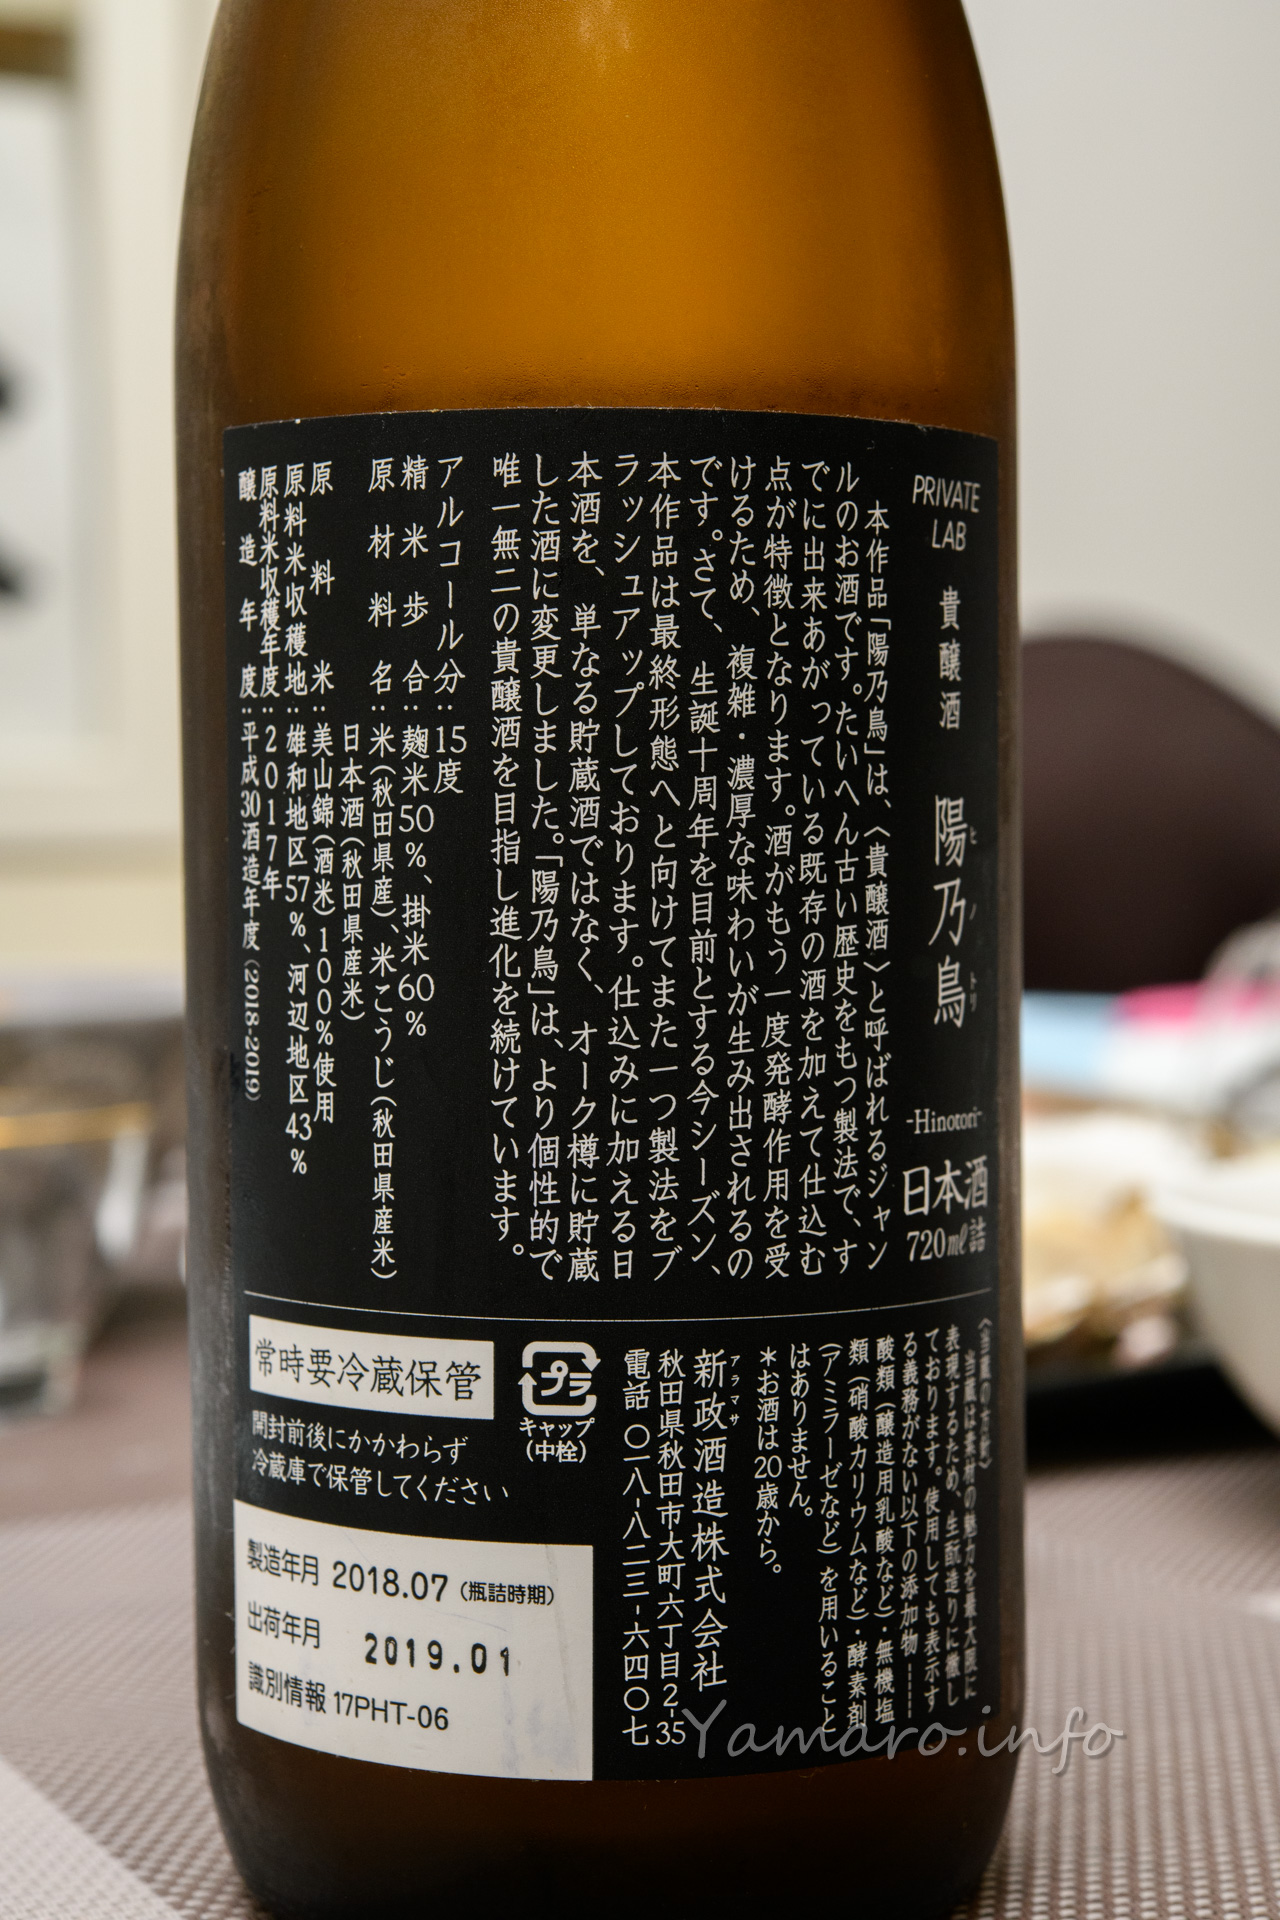 PRIVATE
LAB
貴醸酒
陽乃鳥
ヒノトリ
-Hinotori-
日本酒
720ml詰
本作品「陽乃鳥」は、〈貴醸酒〉と呼ばれるジャン
ルのお酒です。たいへん古い歴史をもつ製法で、す
でに出来あがっている既存の酒を加えて仕込む
点が特徴となります。酒がもう一度発酵作用を受
けるため、複雑・濃厚な味わいが生み出されるの
です。さて、生誕十周年を目前とする今シーズン、
本作品は最終形態へと向けてまた一つ製法をブ
ラッシュアップしております。仕込みに加える日
本酒を、単なる貯蔵酒ではなく、オーク樽に貯蔵
した酒に変更しました。「陽乃鳥」は、より個性的で
唯一無二の貴醸酒を目指し進化を続けています。
アルコール分：15度
精米歩合：麹米50%、掛米60%
原材料名：米（秋田県産）、米こうじ（秋田県産米）
日本酒（秋田県産米）
原料米：美山錦（酒米）100%使用
原料米収穫地：雄和地区57%、河辺地区43%
原料米収穫年度：2017年
醸造年度：平成30酒造年度（2018-2019）
〈当蔵の方針〉
当蔵は素材の魅力を最大限に
表現するため、生酛造りに徹し
ております。使用しても表示す
る義務がない以下の添加物――
酸類（醸造用乳酸など）・無機塩
類（硝酸カリウムなど）・酵素剤
（アミラーゼなど）を用いること
はありません。
＊お酒は20歳から。
アラマサ
新政酒造株式会社
秋田県秋田市大町六丁目2-35
電話 〇一八-八二三-六四〇七
プラ
キャップ
（中栓）
常時要冷蔵保管
開封前後にかかわらず
冷蔵庫で保管してください
製造年月 2018.07（瓶詰時期）
出荷年月 2019.01
識別情報 17PHT-06
Yamaro.info